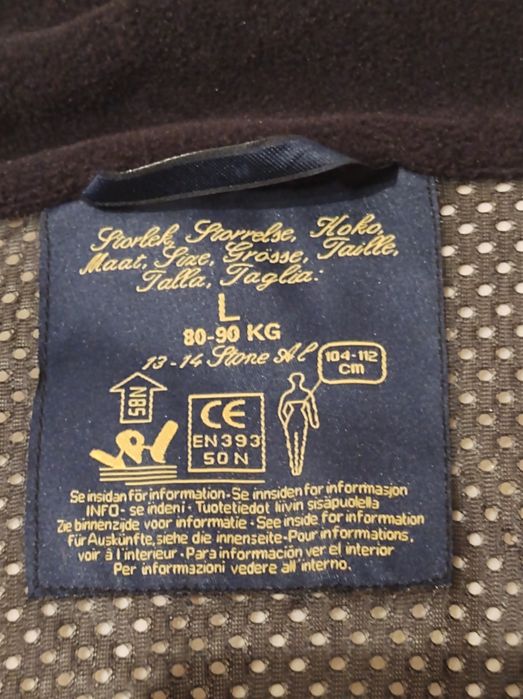 Storlek, Storrelse, Koko,
Maat, Size, Grösse, Taille,
Talla, Taglia:
L
80-90 KG
13-14 Stone Al
104-112
cm
58N
CE
EN393
50N
Se insidan för information - Se innsiden for informasjon
INFO - se indeni - Tuotetiedot liivin sisäpuolella
Zie binnenzijde voor informatie - See inside for information
Für Auskünfte, siehe die innenseite - Pour informations,
voir à l'interieur - Para información ver el interior
Per informazioni vedere all'interno.